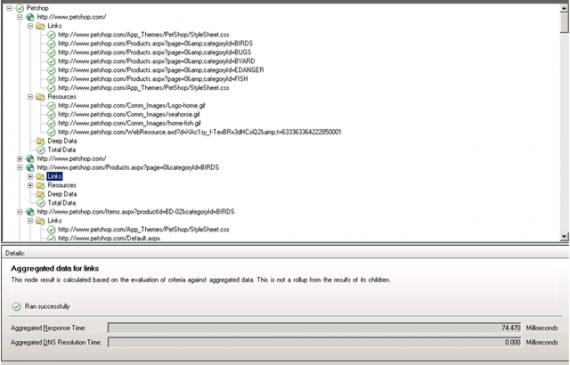 Petshop
http://www.petshop.com/
Links
http://www.petshop.com/App_Themes/PetShop/StyleSheet.css
http://www.petshop.com/Products.aspx?page=0&amp;categoryId=BIRDS
http://www.petshop.com/Products.aspx?page=0&amp;categoryId=BUGS
http://www.petshop.com/Products.aspx?page=0&amp;categoryId=BYARD
http://www.petshop.com/Products.aspx?page=0&amp;categoryId=EDANGER
http://www.petshop.com/Products.aspx?page=0&amp;categoryId=FISH
http://www.petshop.com/App_Themes/PetShop/StyleSheet.css
Resources
http://www.petshop.com/Comm_Images/Logo-home.gif
http://www.petshop.com/Comm_Images/seahorse.gif
http://www.petshop.com/Comm_Images/home-fish.gif
Deep Data
Total Data
http://www.petshop.com/
http://www.petshop.com/Products.aspx?page=0&categoryId=BIRDS
Links
Resources
Deep Data
Total Data
http://www.petshop.com/Items.aspx?productId=BD-02&categoryId=BIRDS
Links
http://www.petshop.com/App_Themes/PetShop/StyleSheet.css
http://www.petshop.com/Default.aspx
Details:
Aggregated data for links
This node result is calculated based on the evaluation of criteria against aggregated data. This is not a rollup from the results of its children.
Ran successfully
Aggregated Response Time: 74.470 Milliseconds
Aggregated DNS Resolution Time: 0.000 Milliseconds